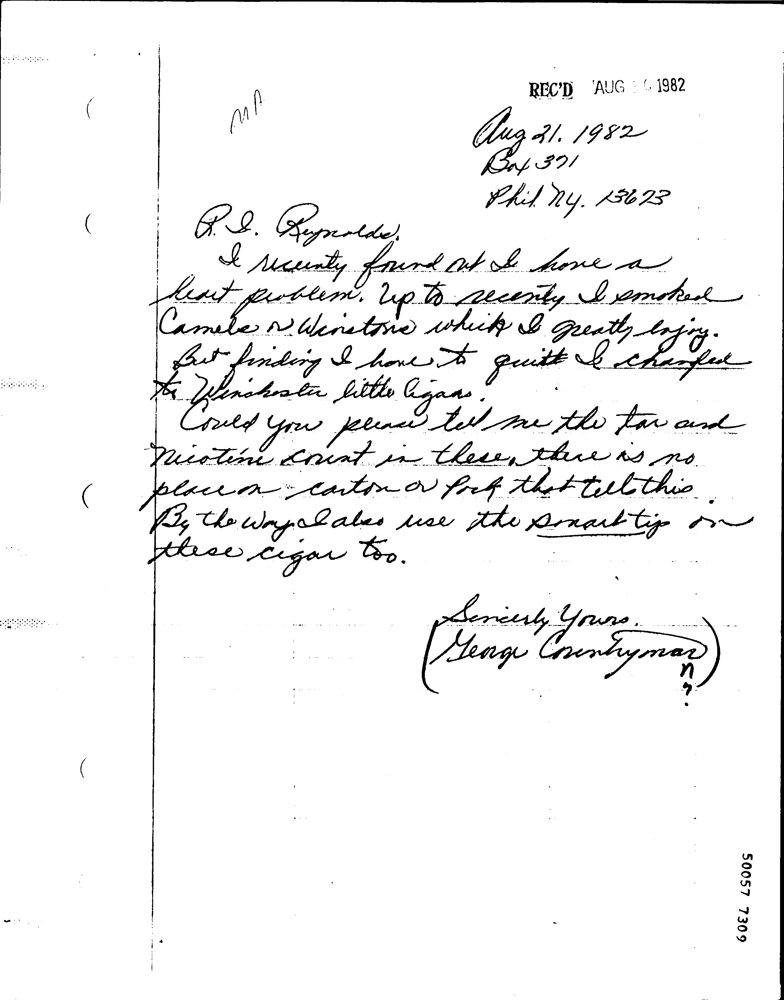 MA
REC'D AUG 1982
Aug 21. 1982
Box 371
Phil. Ny. 13673
R. J. Reynolds.
I recently found out I have a
heart problem. Up to recently I smoked
Camels or Winstons which I greatly enjoy.
But finding I have to quitt I changed
to Winchester little Cigars.
Could you please tell me the tar and
nicotine count in these, there is no
place on carton or Pack that tells this.
By the way I also use the smart tip on
these cigar too.
Sincerly Yours.
(George Countryman)
n
?
50057 7309